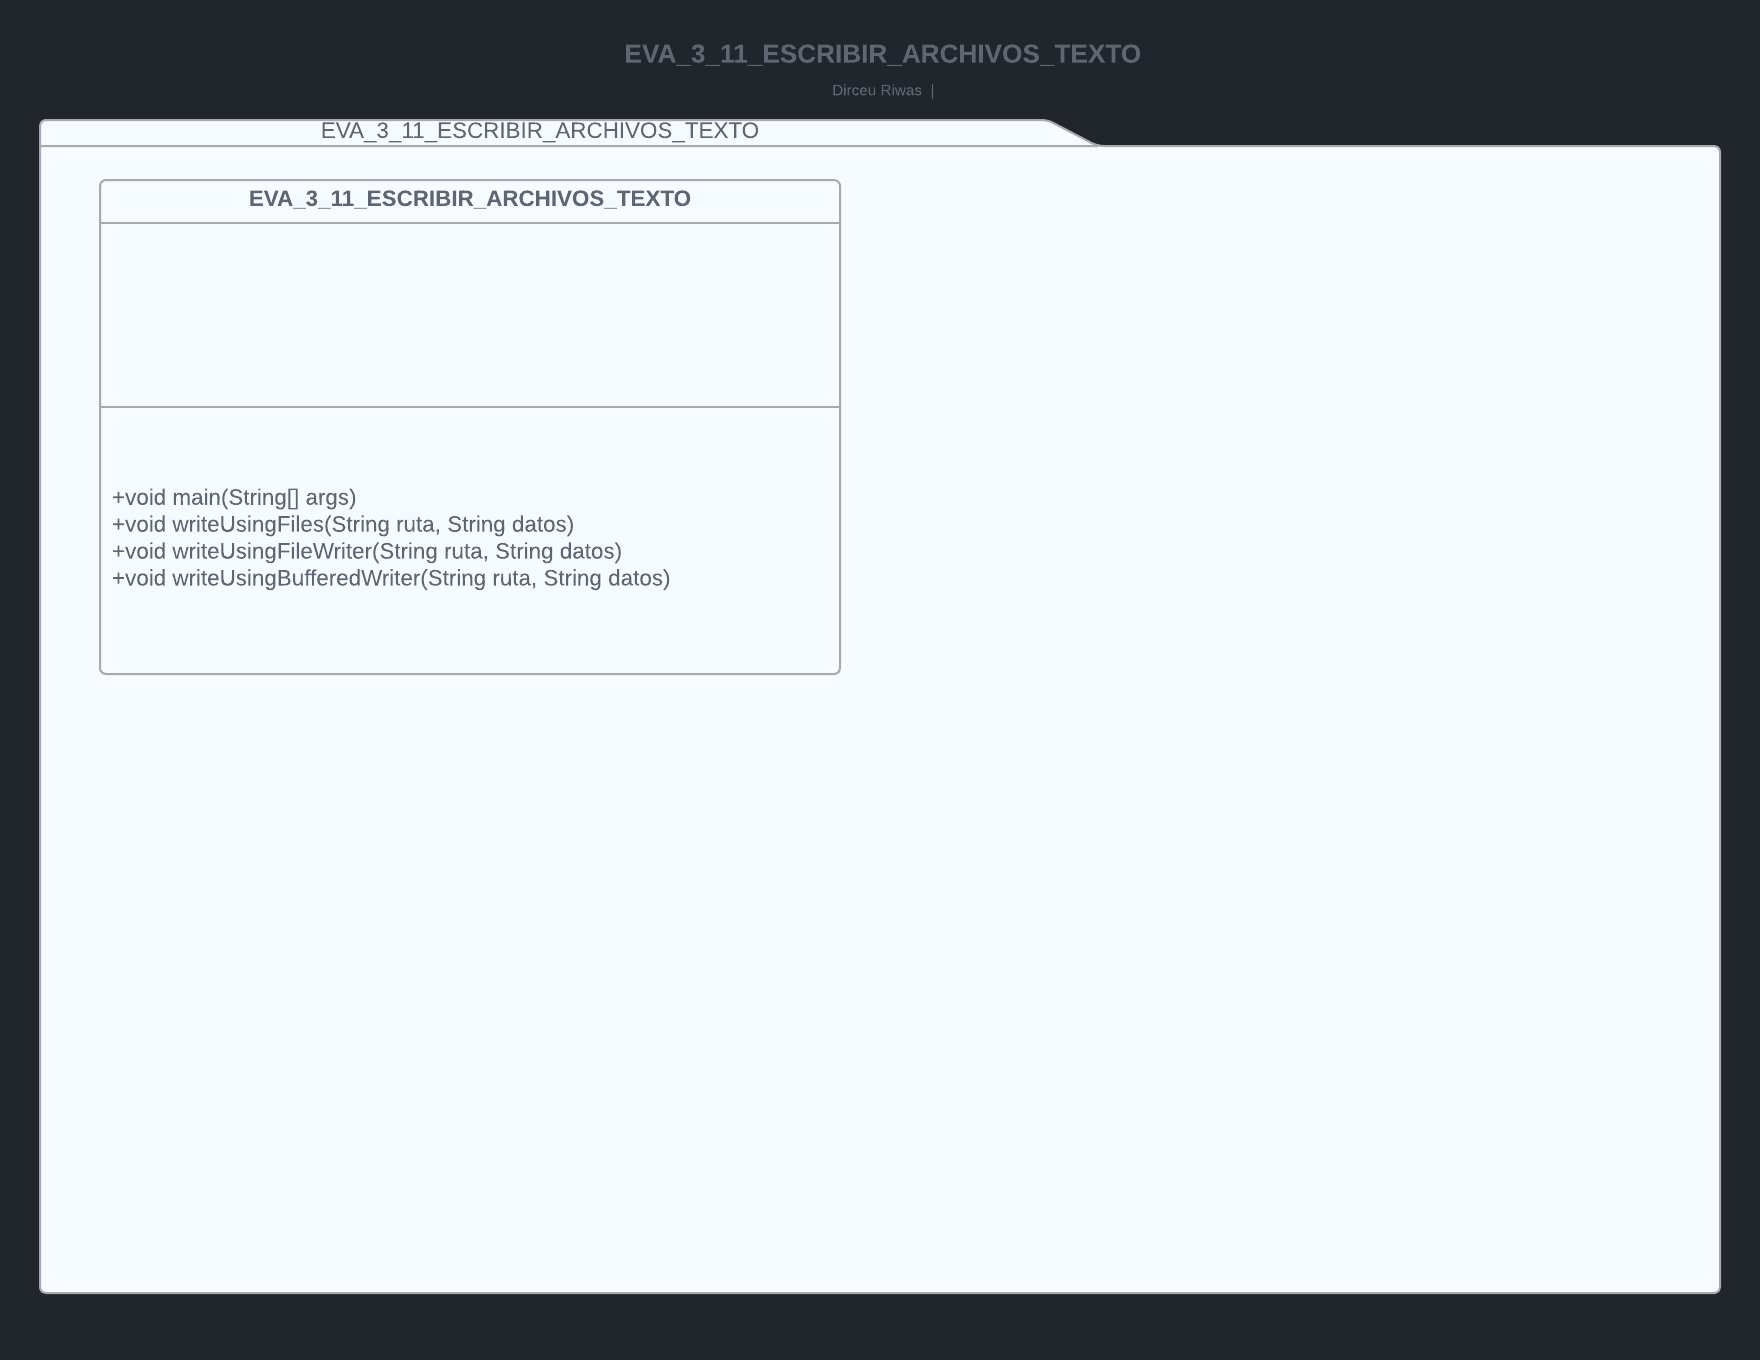 EVA_3_11_ESCRIBIR_ARCHIVOS_TEXTO
Dirceu Riwas |
EVA_3_11_ESCRIBIR_ARCHIVOS_TEXTO
EVA_3_11_ESCRIBIR_ARCHIVOS_TEXTO
+void main(String[] args)
+void writeUsingFiles(String ruta, String datos)
+void writeUsingFileWriter(String ruta, String datos)
+void writeUsingBufferedWriter(String ruta, String datos)